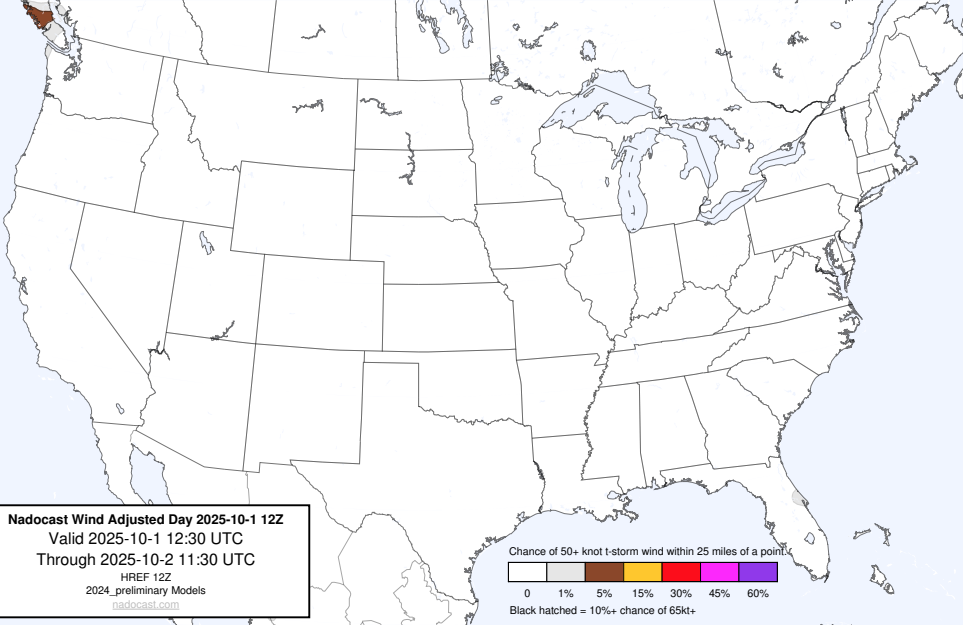 Nadocast Wind Adjusted Day 2025-10-1 12Z
Valid 2025-10-1 12:30 UTC
Through 2025-10-2 11:30 UTC
HREF 12Z
2024_preliminary Models
nadocast.com
Chance of 50+ knot t-storm wind within 25 miles of a point.
0 1% 5% 15% 30% 45% 60%
Black hatched = 10%+ chance of 65kt+